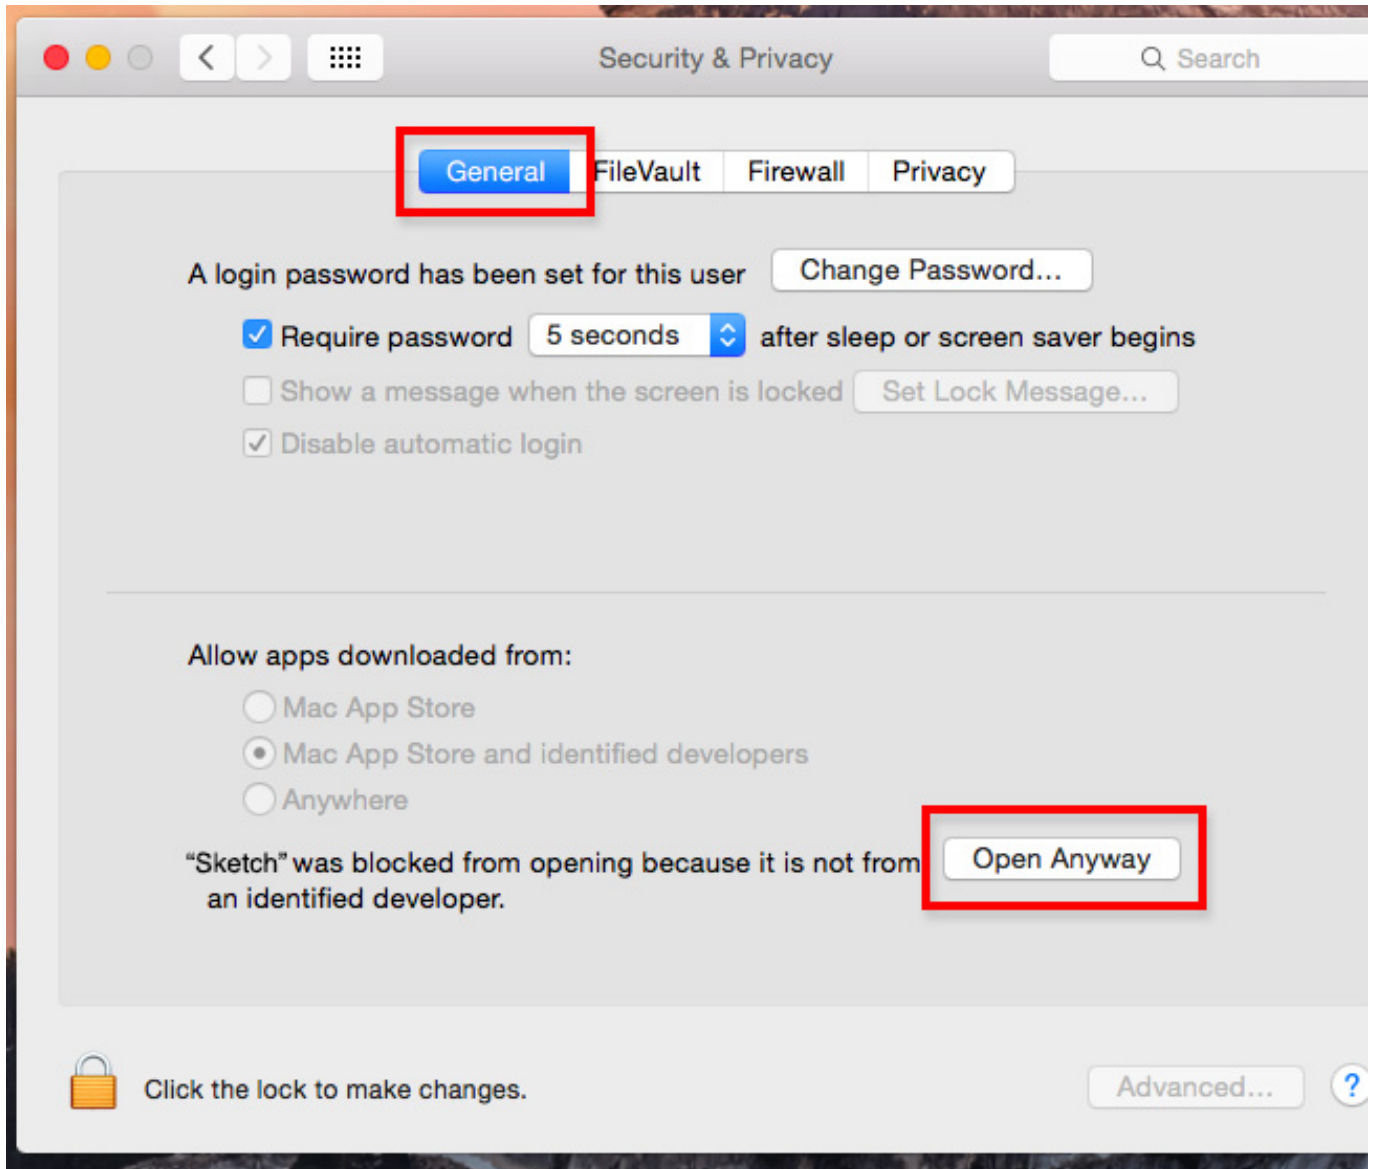 Security & Privacy
Search
General FileVault Firewall Privacy
A login password has been set for this user Change Password...
Require password 5 seconds after sleep or screen saver begins
Show a message when the screen is locked Set Lock Message...
Disable automatic login
Allow apps downloaded from:
Mac App Store
Mac App Store and identified developers
Anywhere
“Sketch” was blocked from opening because it is not from Open Anyway
an identified developer.
Click the lock to make changes.
Advanced...
?